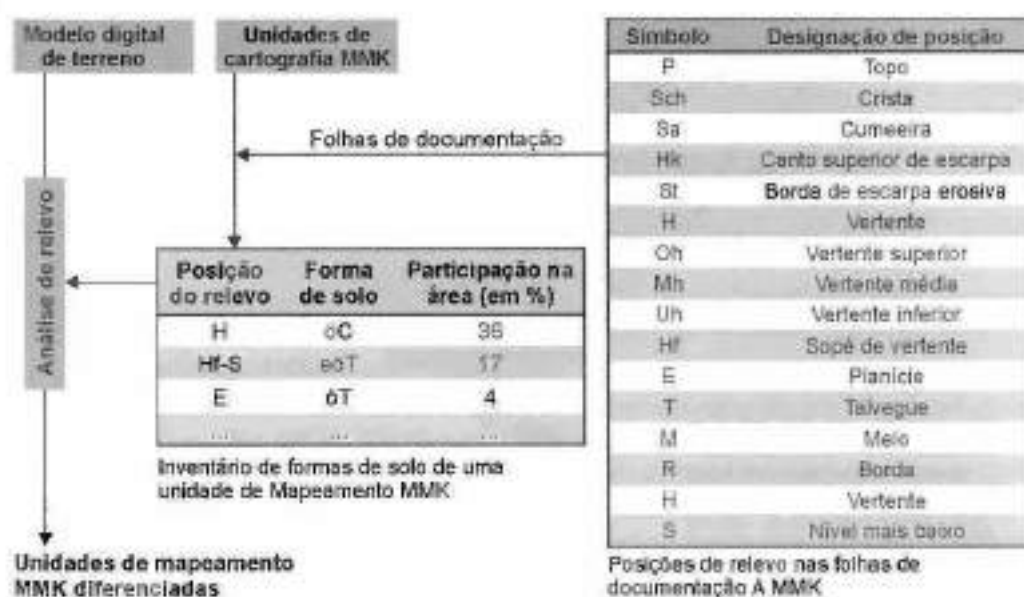 Modelo digital
de terreno
Unidades de
cartografia MMK
Folhas de documentação
Análise de relevo
Posição
do relevo
Forma
de solo
Participação na
área (em %)
H
öC
36
Hf-S
eöT
17
E
öT
4
... ... ...
Inventário de formas de solo de uma
unidade de Mapeamento MMK
Unidades de mapeamento
MMK diferenciadas
Símbolo Designação de posição
P Topo
Sch Crista
Sa Cumeeira
Hk Canto superior de escarpa
St Borda de escarpa erosiva
H Vertente
Oh Vertente superior
Mh Vertente média
Uh Vertente inferior
Hf Sopé de vertente
E Planície
T Talvegue
M Meio
R Borda
H Vertente
S Nível mais baixo
Posições de relevo nas folhas de
documentação A MMK